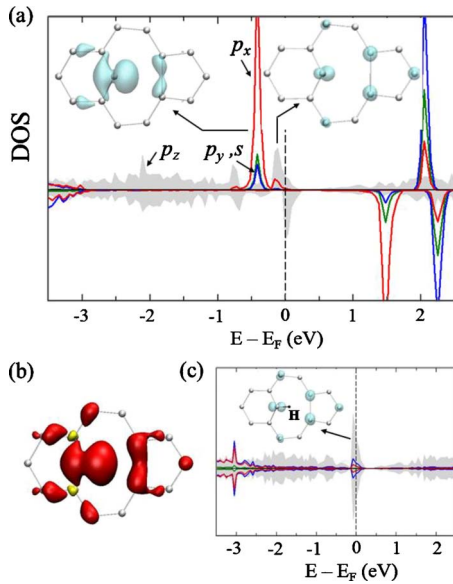 (a)
pₓ
DOS
p_z
p_y ,s
-3 -2 -1 0 1 2
E – E_F (eV)
(b)
(c)
H
-3 -2 -1 0 1 2
E – E_F (eV)